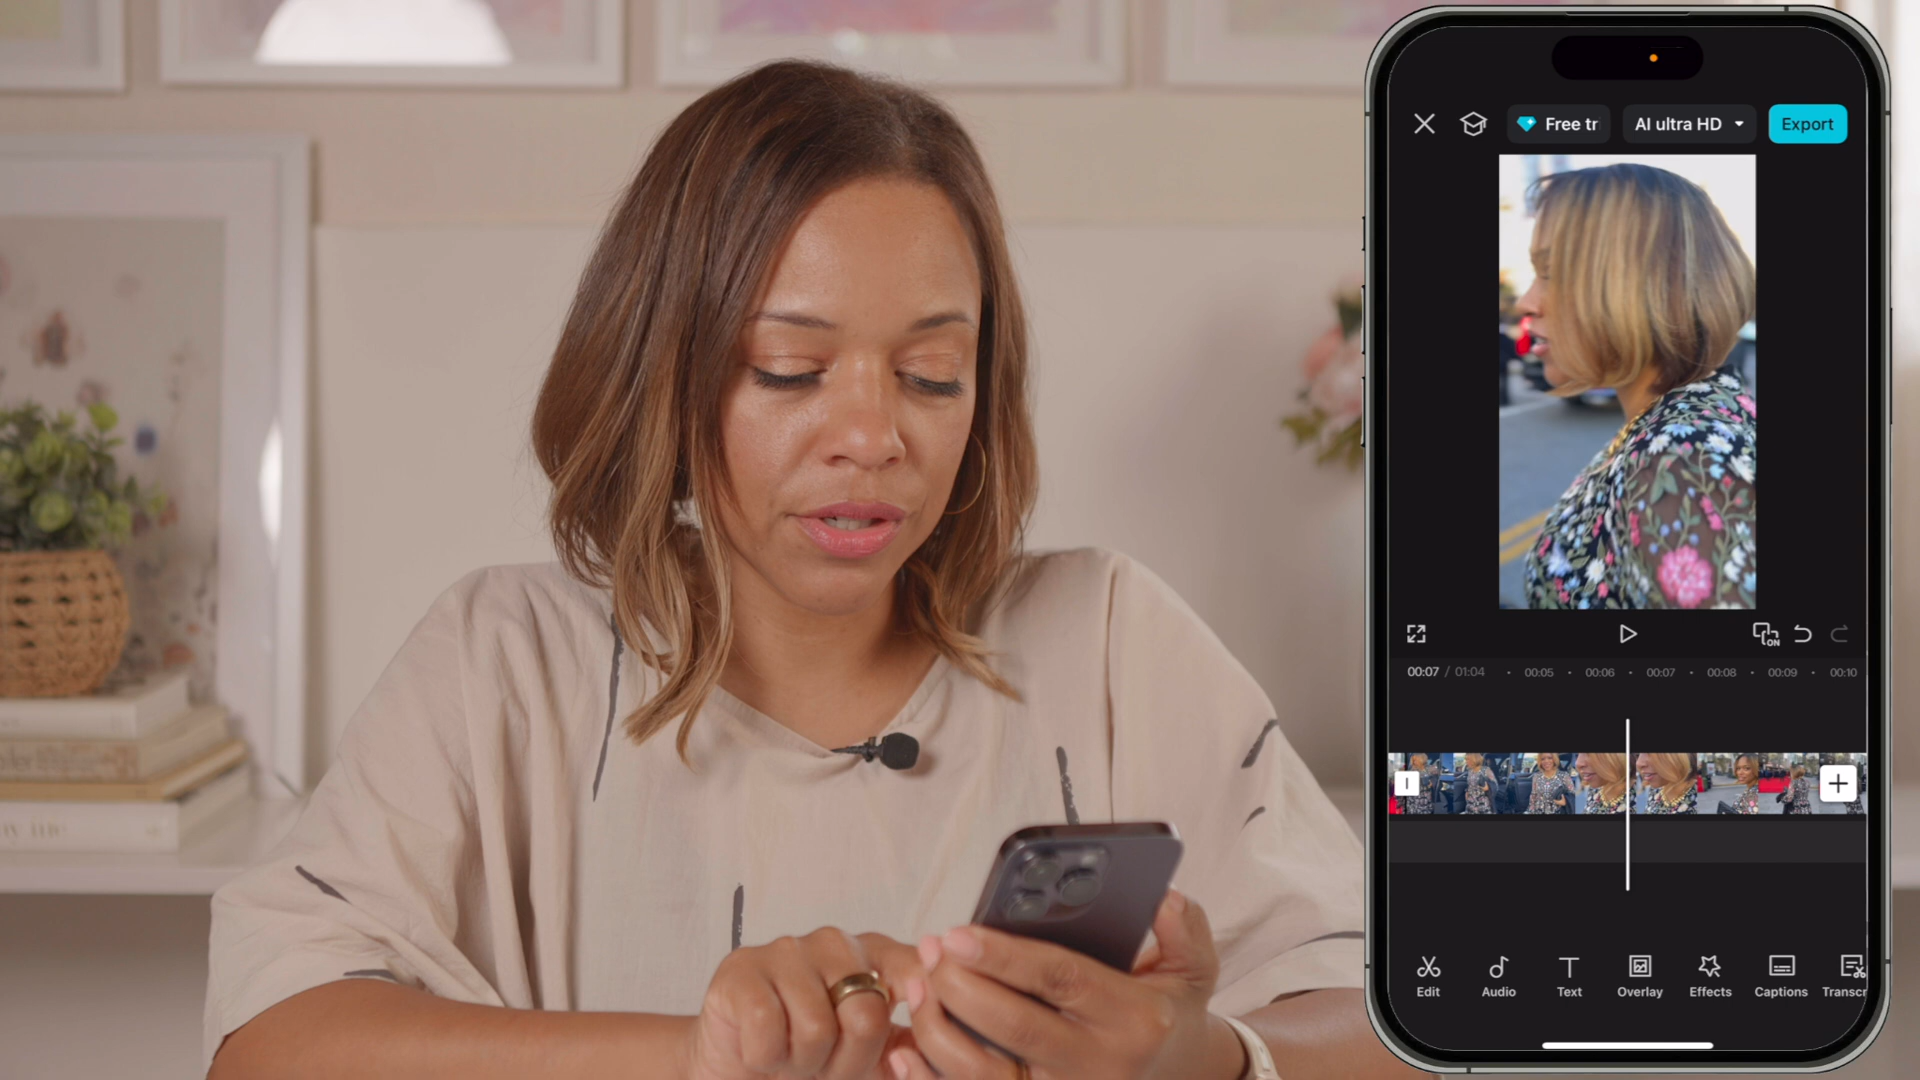 Free tr
AI ultra HD
Export
ON
00:07 / 01:04
00:05
00:06
00:07
00:08
00:09
00:10
Edit
Audio
Text
Overlay
Effects
Captions
Transcr